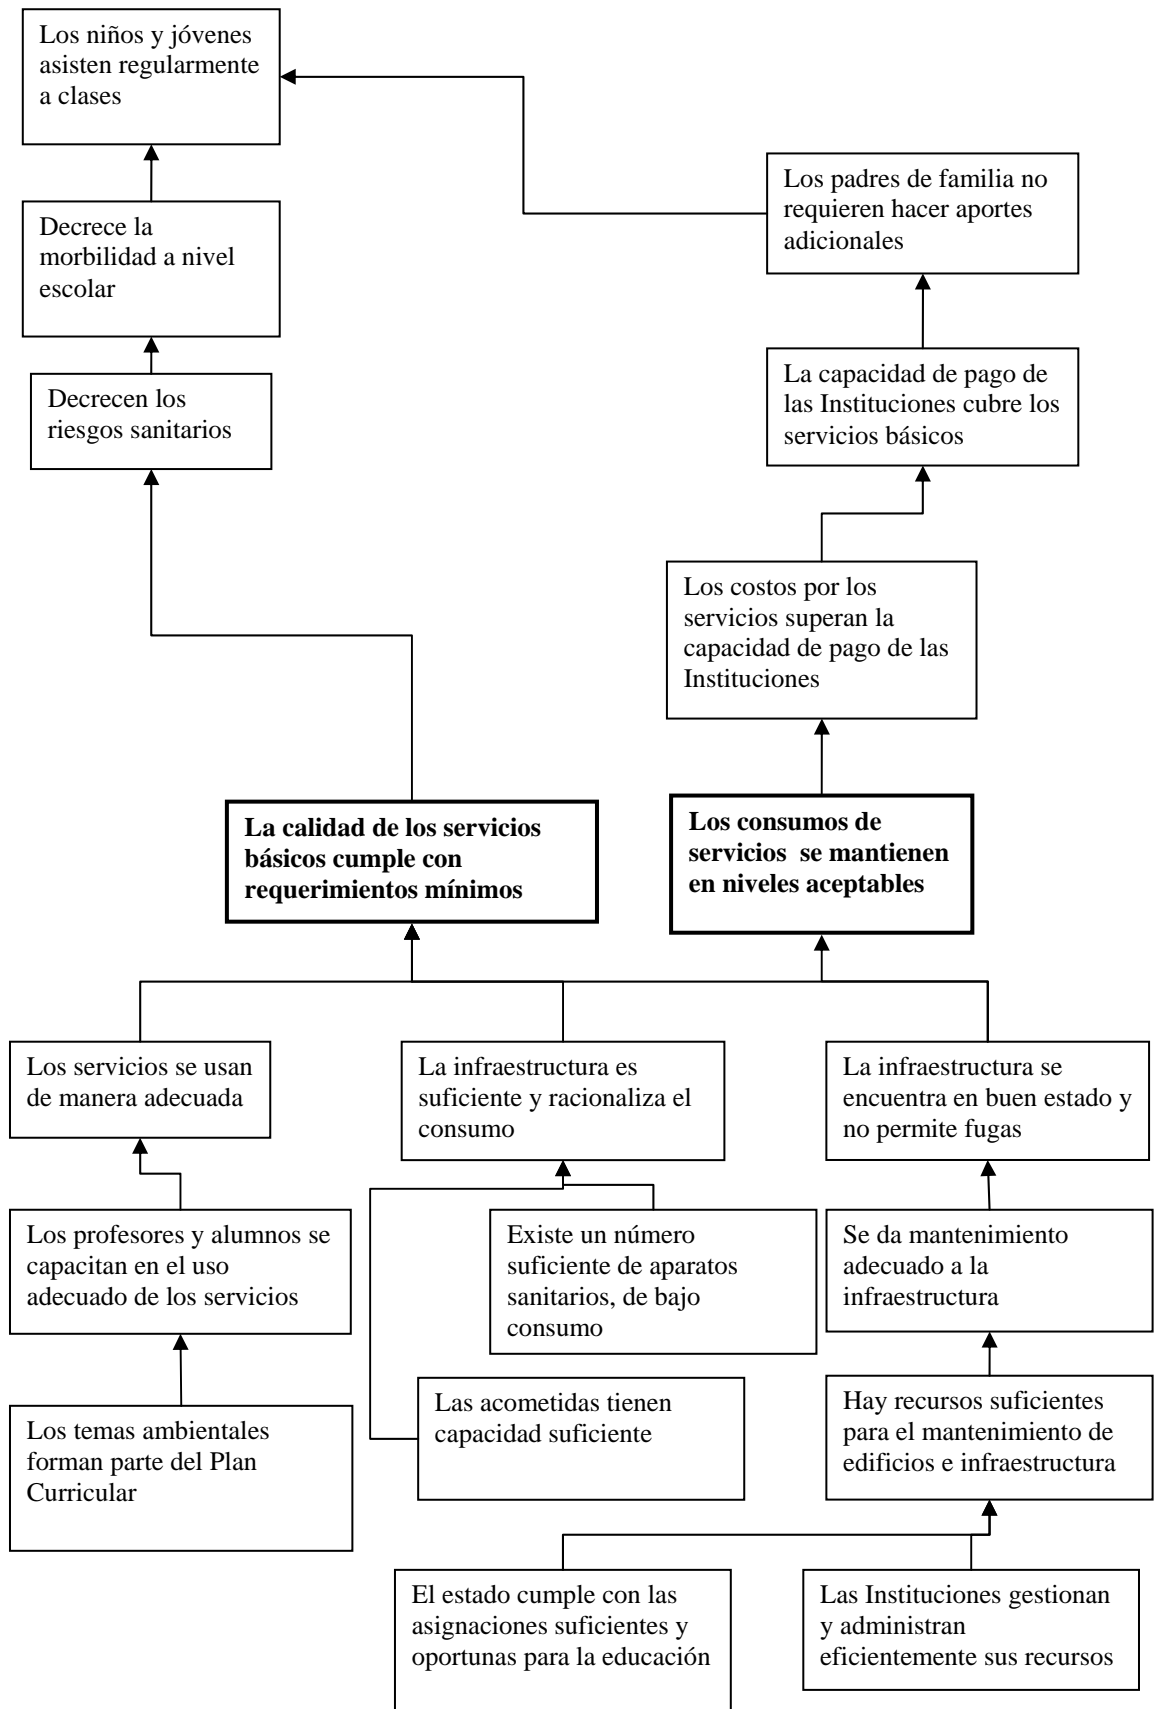 Los niños y jóvenes
asisten regularmente
a clases
Los padres de familia no
requieren hacer aportes
adicionales
Decrece la
morbilidad a nivel
escolar
La capacidad de pago de
las Instituciones cubre los
servicios básicos
Decrecen los
riesgos sanitarios
Los costos por los
servicios superan la
capacidad de pago de las
Instituciones
La calidad de los servicios
básicos cumple con
requerimientos mínimos
Los consumos de
servicios se mantienen
en niveles aceptables
Los servicios se usan
de manera adecuada
La infraestructura es
suficiente y racionaliza el
consumo
La infraestructura se
encuentra en buen estado y
no permite fugas
Los profesores y alumnos se
capacitan en el uso
adecuado de los servicios
Existe un número
suficiente de aparatos
sanitarios, de bajo
consumo
Se da mantenimiento
adecuado a la
infraestructura
Los temas ambientales
forman parte del Plan
Curricular
Las acometidas tienen
capacidad suficiente
Hay recursos suficientes
para el mantenimiento de
edificios e infraestructura
El estado cumple con las
asignaciones suficientes y
oportunas para la educación
Las Instituciones gestionan
y administran
eficientemente sus recursos